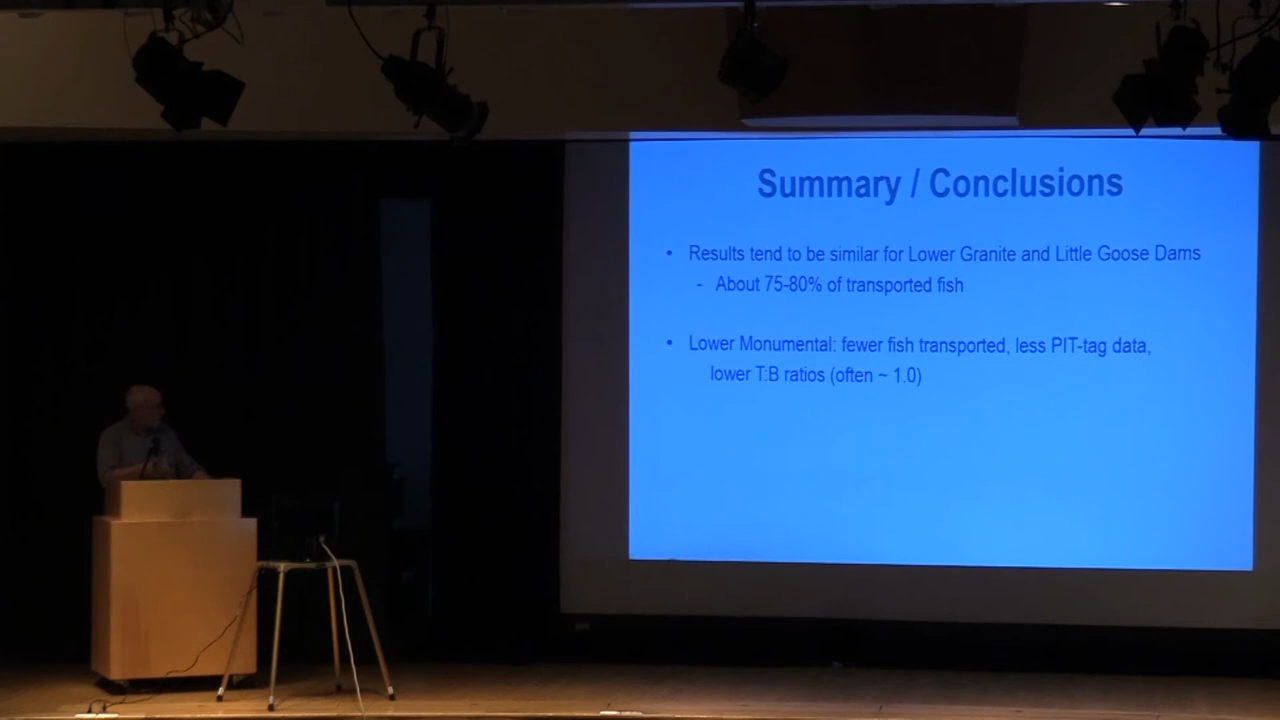 Summary / Conclusions
• Results tend to be similar for Lower Granite and Little Goose Dams
- About 75-80% of transported fish
• Lower Monumental: fewer fish transported, less PIT-tag data,
lower T:B ratios (often ~ 1.0)